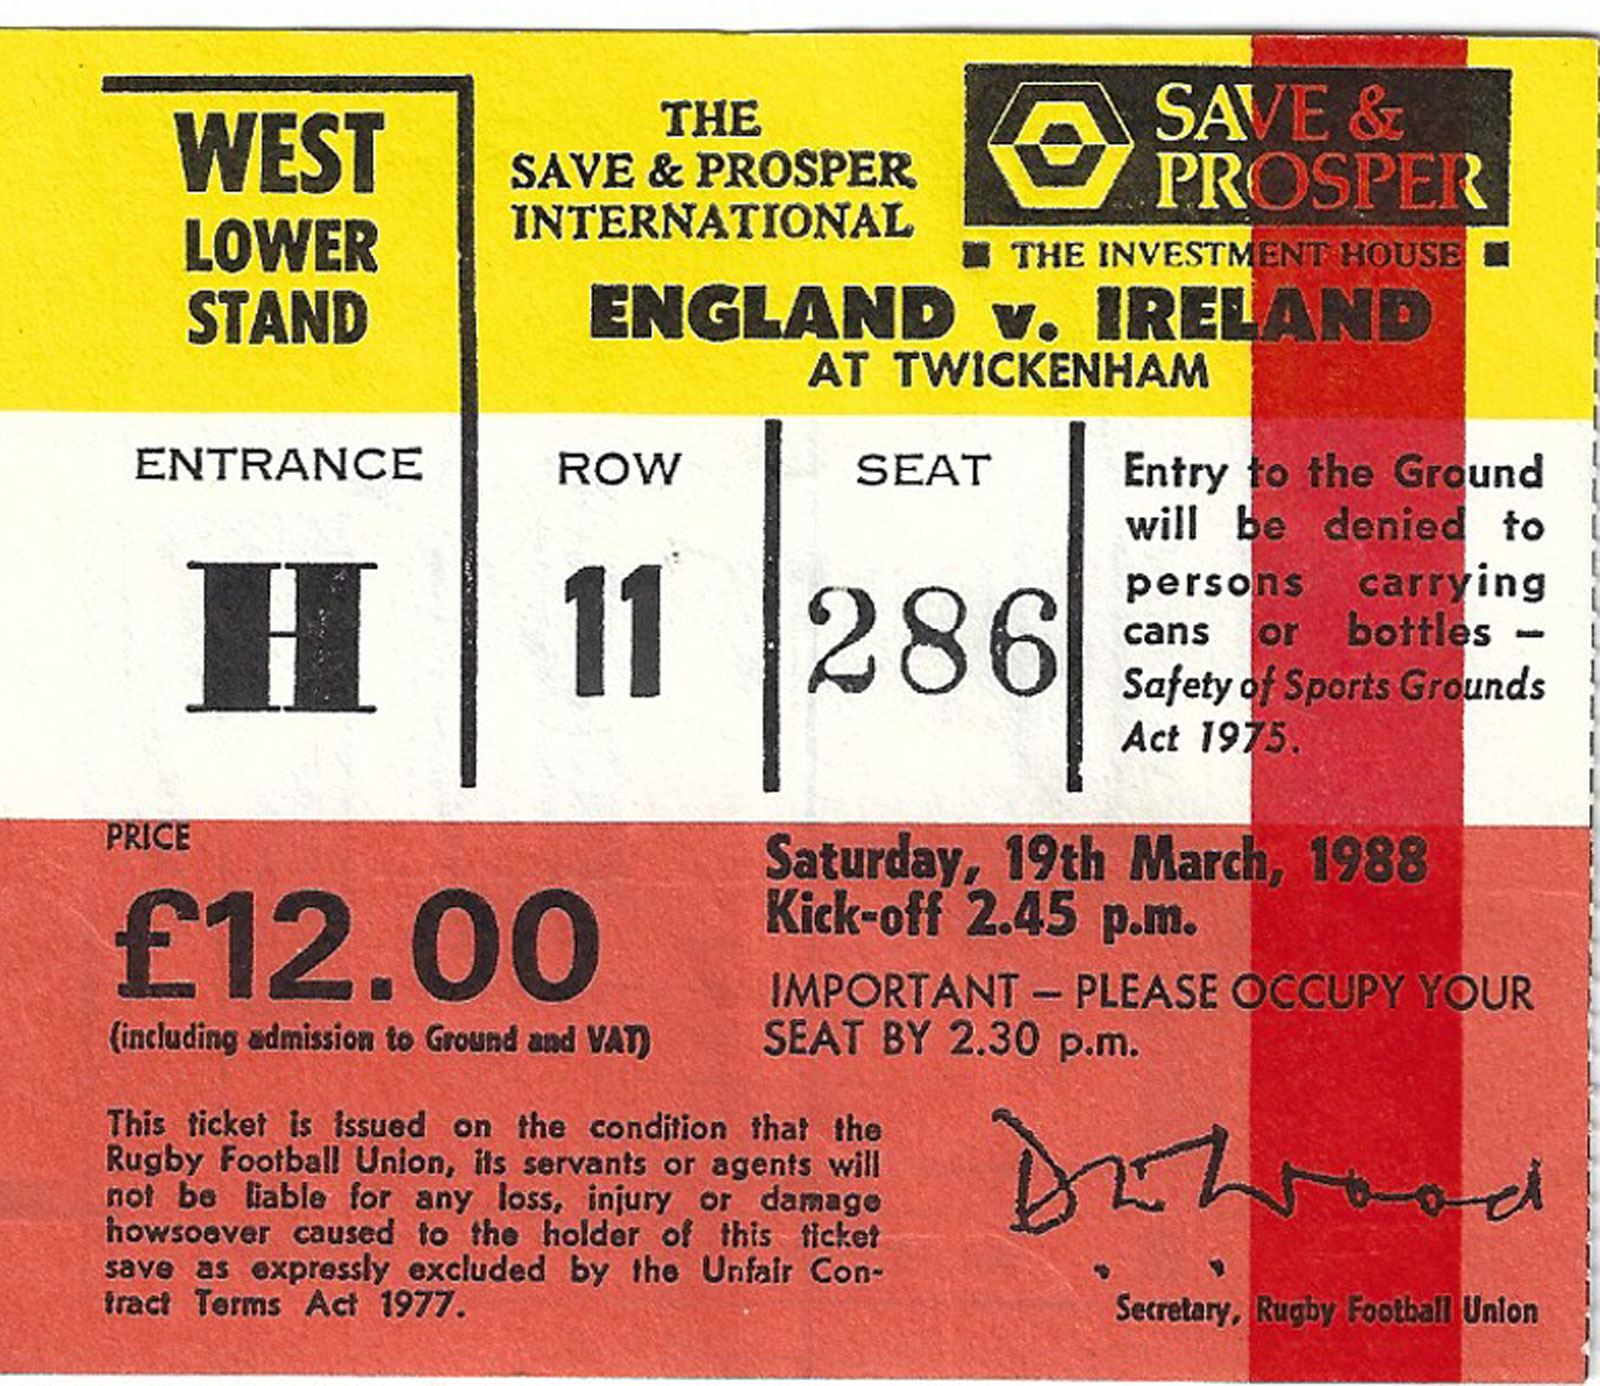 WEST
LOWER
STAND
THE
SAVE & PROSPER
INTERNATIONAL
SAVE &
PROSPER
THE INVESTMENT HOUSE
ENGLAND v. IRELAND
AT TWICKENHAM
ENTRANCE
H
ROW
11
SEAT
286
Entry to the Ground
will be denied to
persons carrying
cans or bottles –
Safety of Sports Grounds
Act 1975.
PRICE
£12.00
(including admission to Ground and VAT)
Saturday, 19th March, 1988
Kick-off 2.45 p.m.
IMPORTANT – PLEASE OCCUPY YOUR
SEAT BY 2.30 p.m.
This ticket is issued on the condition that the
Rugby Football Union, its servants or agents will
not be liable for any loss, injury or damage
howsoever caused to the holder of this ticket
save as expressly excluded by the Unfair Con-
tract Terms Act 1977.
Wood
Secretary, Rugby Football Union